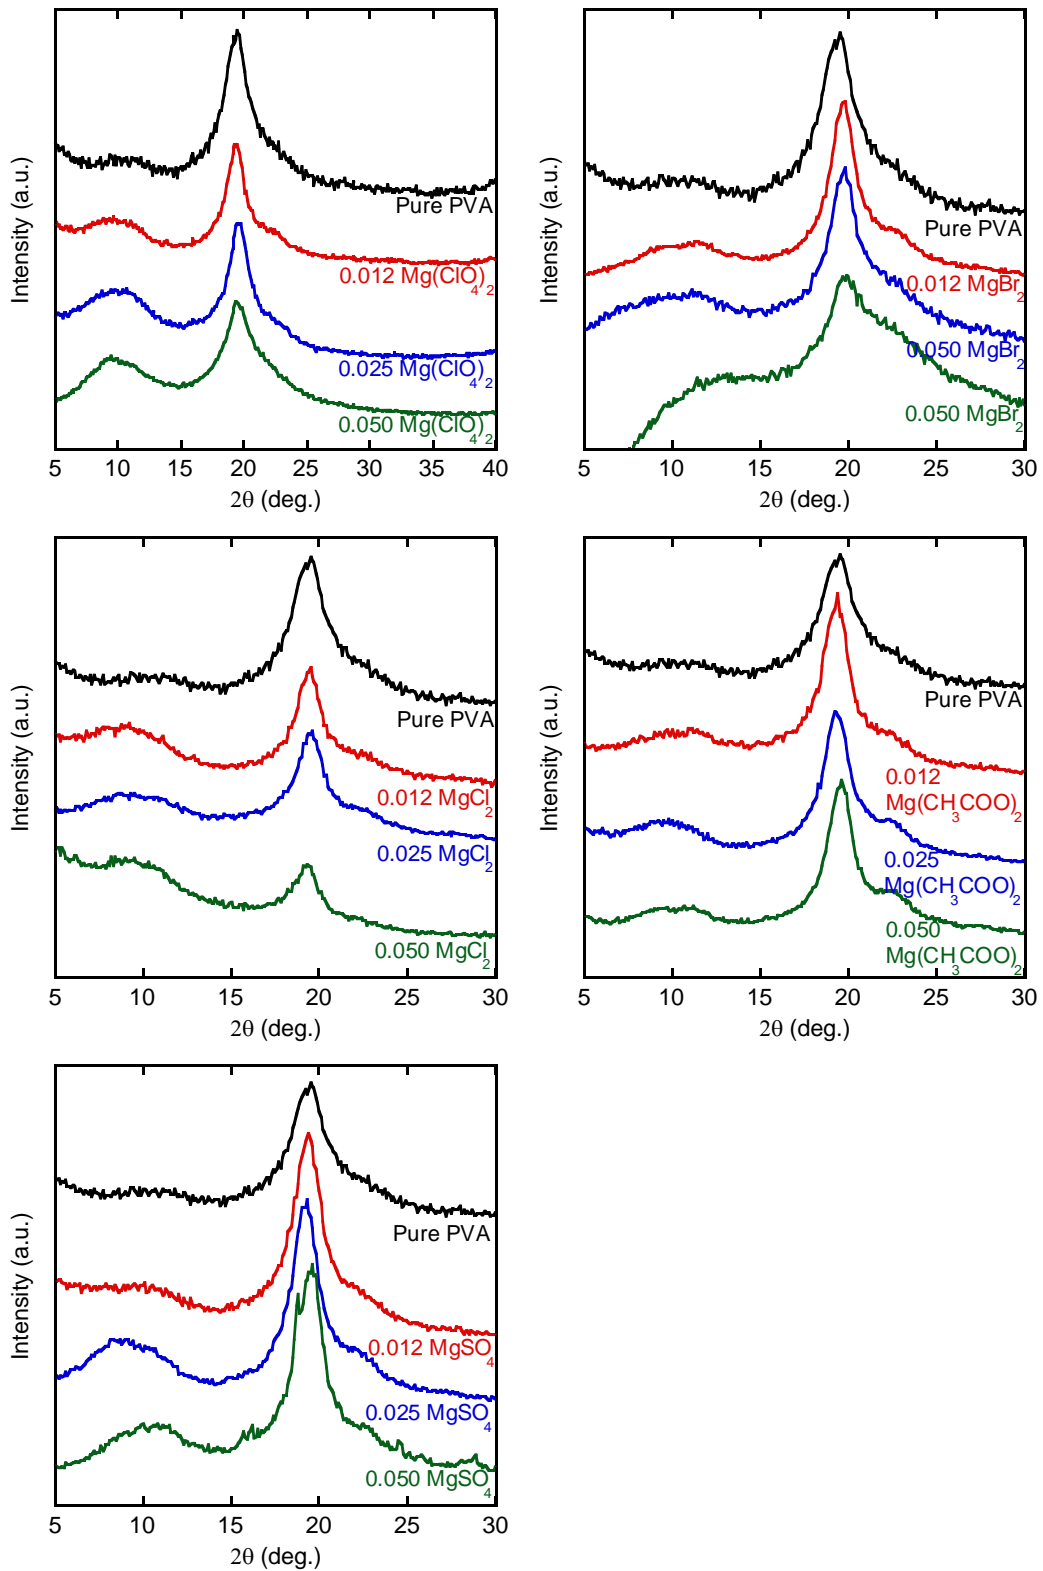 Intensity (a.u.)
Pure PVA
0.012 Mg(ClO₄)₂
0.025 Mg(ClO₄)₂
0.050 Mg(ClO₄)₂
5 10 15 20 25 30 35 40
2θ (deg.)
Intensity (a.u.)
Pure PVA
0.012 MgBr₂
0.050 MgBr₂
0.050 MgBr₂
5 10 15 20 25 30
2θ (deg.)
Intensity (a.u.)
Pure PVA
0.012 MgCl₂
0.025 MgCl₂
0.050 MgCl₂
5 10 15 20 25 30
2θ (deg.)
Intensity (a.u.)
Pure PVA
0.012
Mg(CH₃COO)₂
0.025
Mg(CH₃COO)₂
0.050
Mg(CH₃COO)₂
5 10 15 20 25 30
2θ (deg.)
Intensity (a.u.)
Pure PVA
0.012 MgSO₄
0.025 MgSO₄
0.050 MgSO₄
5 10 15 20 25 30
2θ (deg.)